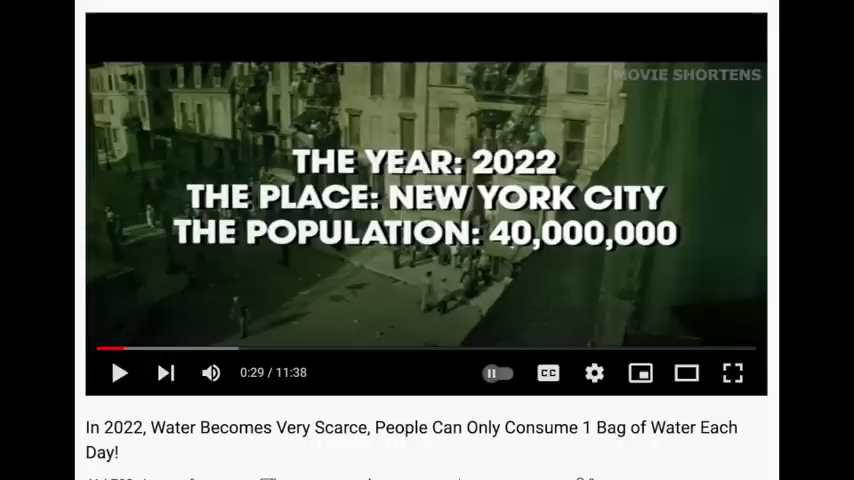 MOVIE SHORTENS
THE YEAR: 2022
THE PLACE: NEW YORK CITY
THE POPULATION: 40,000,000
0:29 / 11:38
CC
In 2022, Water Becomes Very Scarce, People Can Only Consume 1 Bag of Water Each
Day!